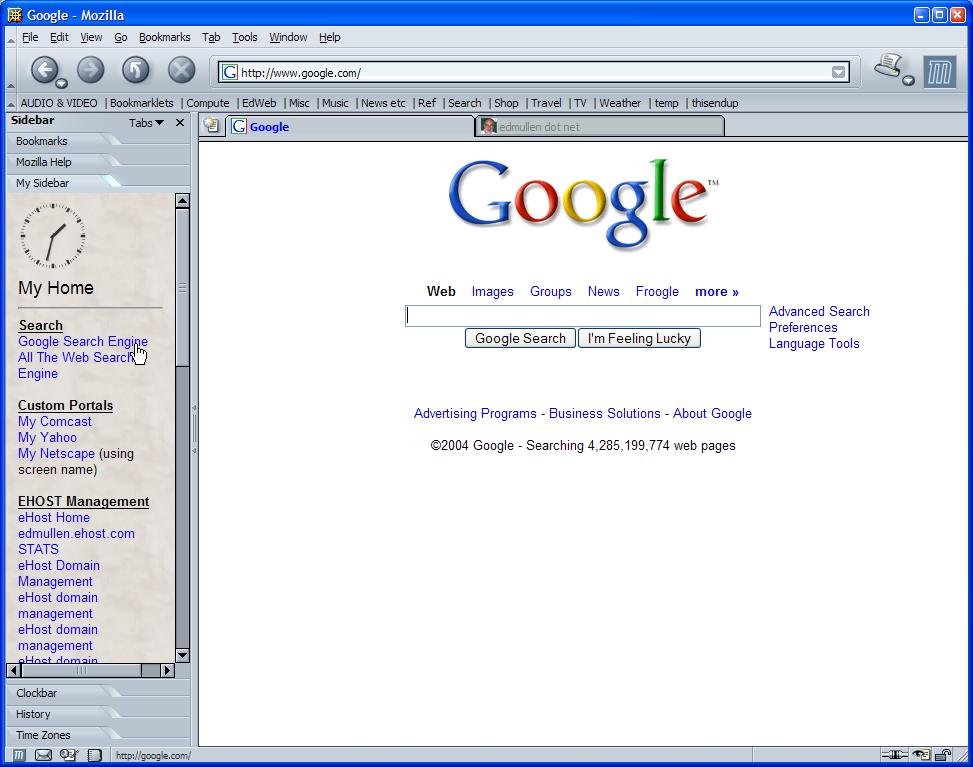 Google - Mozilla
File Edit View Go Bookmarks Tab Tools Window Help
http://www.google.com/
AUDIO & VIDEO | Bookmarklets | Compute | EdWeb | Misc | Music | News etc | Ref | Search | Shop | Travel | TV | Weather | temp | thisendup
Sidebar
Tabs
Bookmarks
Mozilla Help
My Sidebar
My Home
Search
Google Search Engine
All The Web Search
Engine
Custom Portals
My Comcast
My Yahoo
My Netscape (using
screen name)
EHOST Management
eHost Home
edmullen.ehost.com
STATS
eHost Domain
Management
eHost domain
management
eHost domain
management
eHost domain
Clockbar
History
Time Zones
Google
edmullen dot net
Google™
Web Images Groups News Froogle more »
Advanced Search
Preferences
Language Tools
Google Search I'm Feeling Lucky
Advertising Programs - Business Solutions - About Google
©2004 Google - Searching 4,285,199,774 web pages
http://google.com/